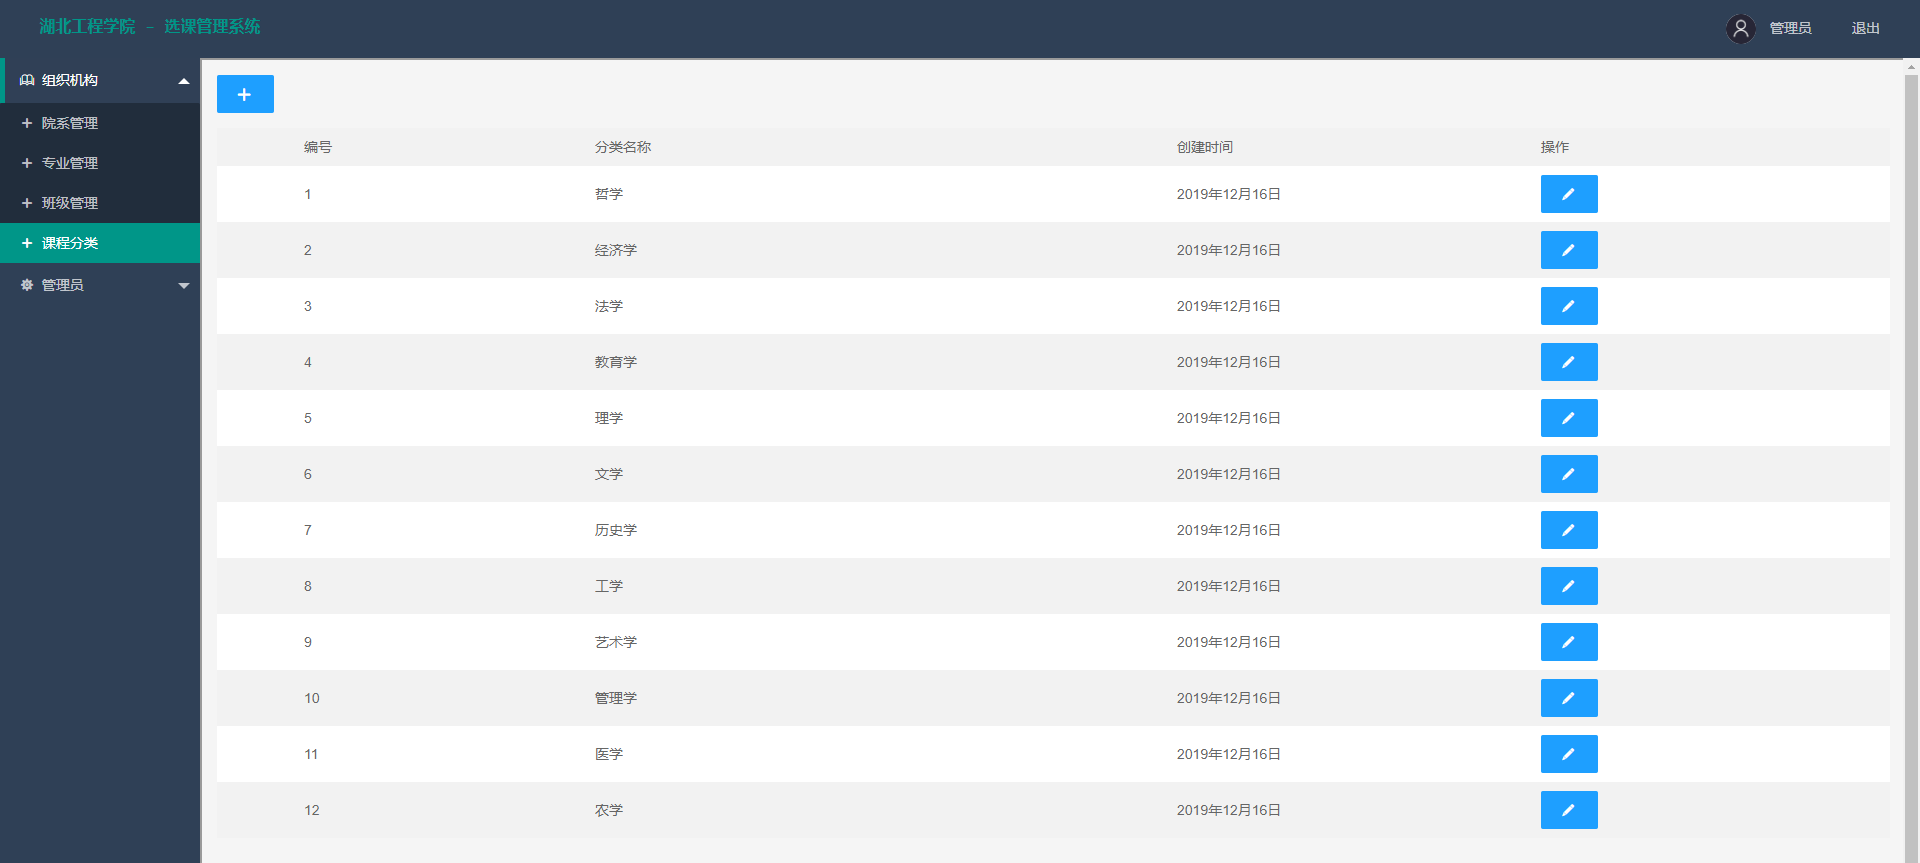 湖北工程学院 － 选课管理系统
管理员 退出
组织机构
院系管理
专业管理
班级管理
课程分类
管理员
编号 分类名称 创建时间 操作
1 哲学 2019年12月16日
2 经济学 2019年12月16日
3 法学 2019年12月16日
4 教育学 2019年12月16日
5 理学 2019年12月16日
6 文学 2019年12月16日
7 历史学 2019年12月16日
8 工学 2019年12月16日
9 艺术学 2019年12月16日
10 管理学 2019年12月16日
11 医学 2019年12月16日
12 农学 2019年12月16日